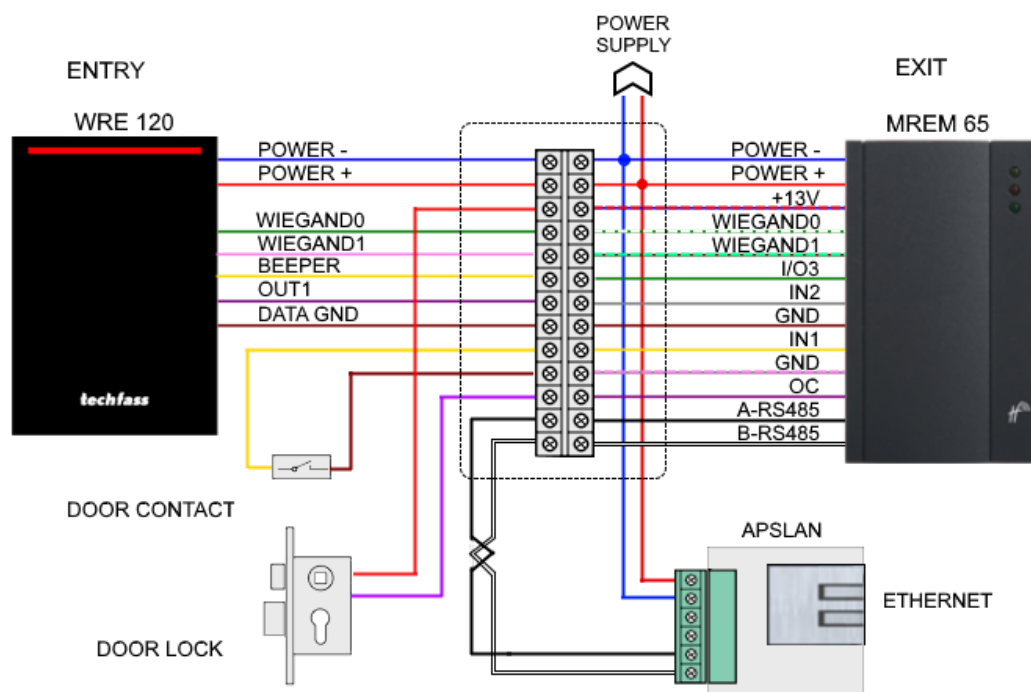 POWER
SUPPLY
ENTRY
EXIT
WRE 120
MREM 65
POWER -
POWER +
WIEGAND0
WIEGAND1
BEEPER
OUT1
DATA GND
POWER -
POWER +
+13V
WIEGAND0
WIEGAND1
I/O3
IN2
GND
IN1
GND
OC
A-RS485
B-RS485
techfass
DOOR CONTACT
DOOR LOCK
APSLAN
ETHERNET